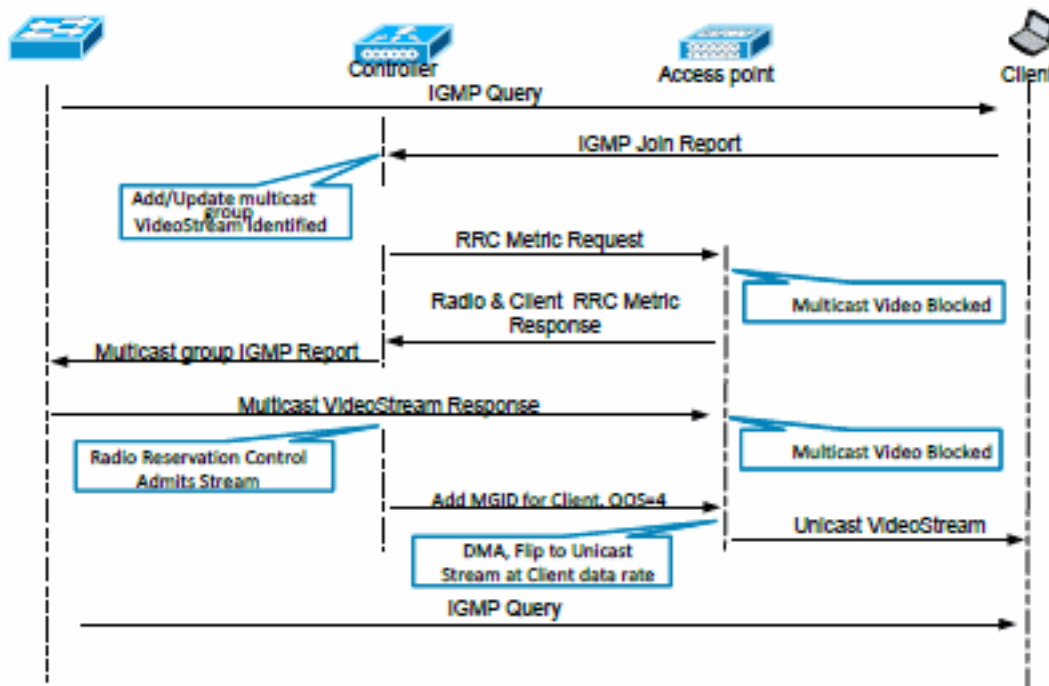 Controller
Access point
Client
IGMP Query
IGMP Join Report
Add/Update multicast
group
VideoStream Identified
RRC Metric Request
Multicast Video Blocked
Radio & Client RRC Metric
Response
Multicast group IGMP Report
Multicast VideoStream Response
Radio Reservation Control
Admits Stream
Multicast Video Blocked
Add MGID for Client, QOS=4
Unicast VideoStream
DMA, Flip to Unicast
Stream at Client data rate
IGMP Query